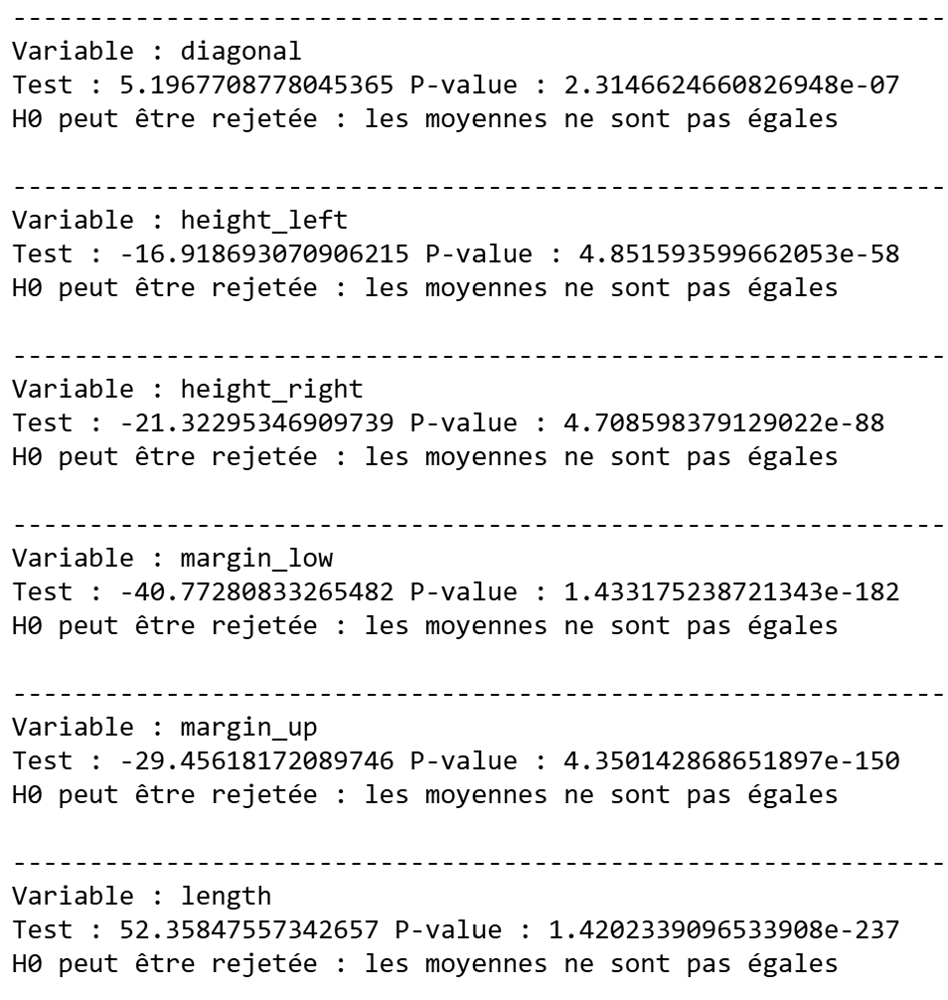 -------------------------------------------------------------
Variable : diagonal
Test : 5.1967708778045365 P-value : 2.3146624660826948e-07
H0 peut être rejetée : les moyennes ne sont pas égales
-------------------------------------------------------------
Variable : height_left
Test : -16.918693070906215 P-value : 4.851593599662053e-58
H0 peut être rejetée : les moyennes ne sont pas égales
-------------------------------------------------------------
Variable : height_right
Test : -21.32295346909739 P-value : 4.708598379129022e-88
H0 peut être rejetée : les moyennes ne sont pas égales
-------------------------------------------------------------
Variable : margin_low
Test : -40.77280833265482 P-value : 1.433175238721343e-182
H0 peut être rejetée : les moyennes ne sont pas égales
-------------------------------------------------------------
Variable : margin_up
Test : -29.45618172089746 P-value : 4.350142868651897e-150
H0 peut être rejetée : les moyennes ne sont pas égales
-------------------------------------------------------------
Variable : length
Test : 52.35847557342657 P-value : 1.4202339096533908e-237
H0 peut être rejetée : les moyennes ne sont pas égales